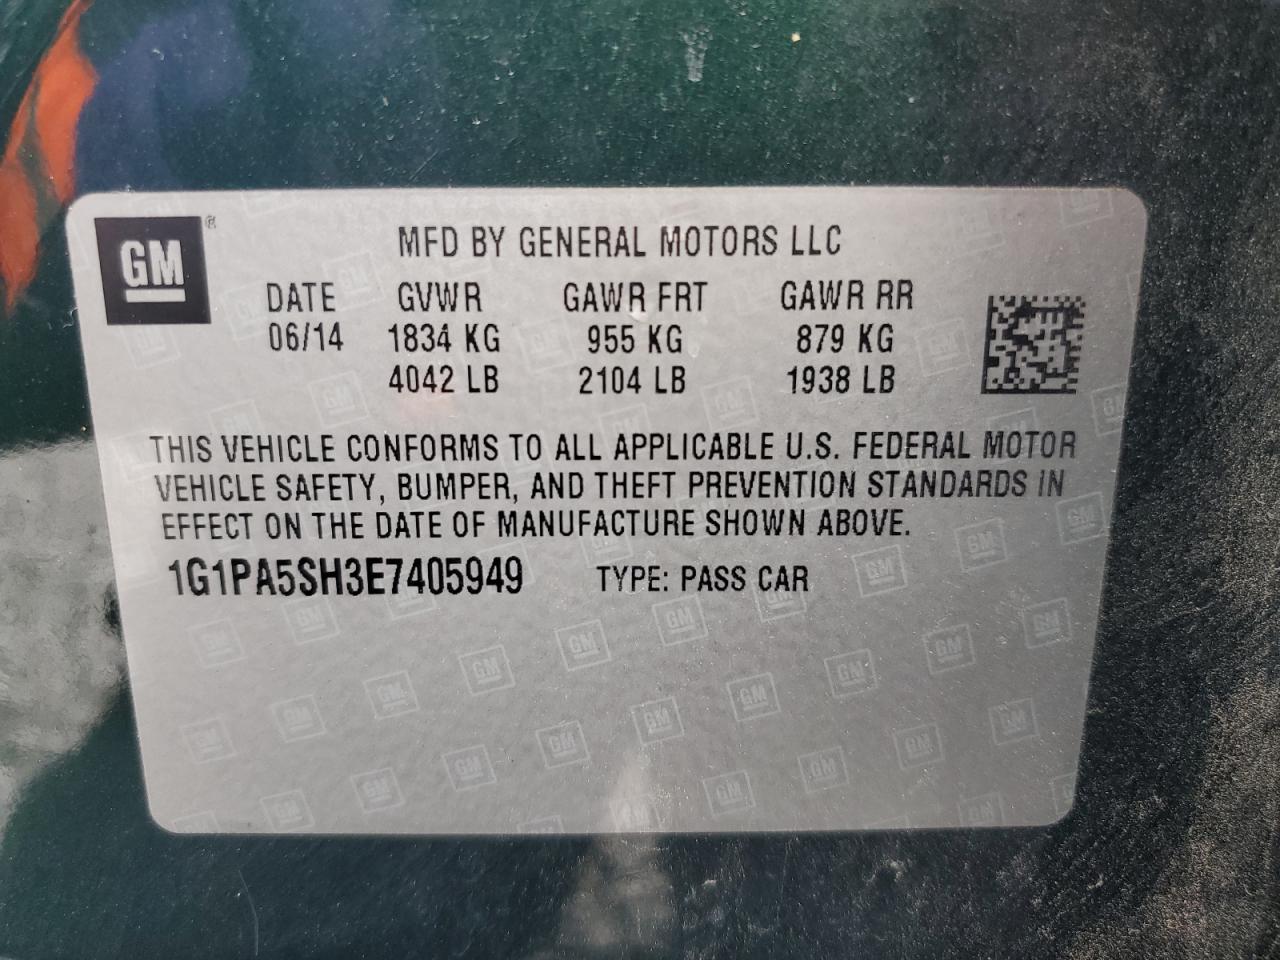 GM ®
MFD BY GENERAL MOTORS LLC
DATE GVWR GAWR FRT GAWR RR
06/14 1834 KG 955 KG 879 KG
4042 LB 2104 LB 1938 LB
THIS VEHICLE CONFORMS TO ALL APPLICABLE U.S. FEDERAL MOTOR
VEHICLE SAFETY, BUMPER, AND THEFT PREVENTION STANDARDS IN
EFFECT ON THE DATE OF MANUFACTURE SHOWN ABOVE.
1G1PA5SH3E7405949 TYPE: PASS CAR